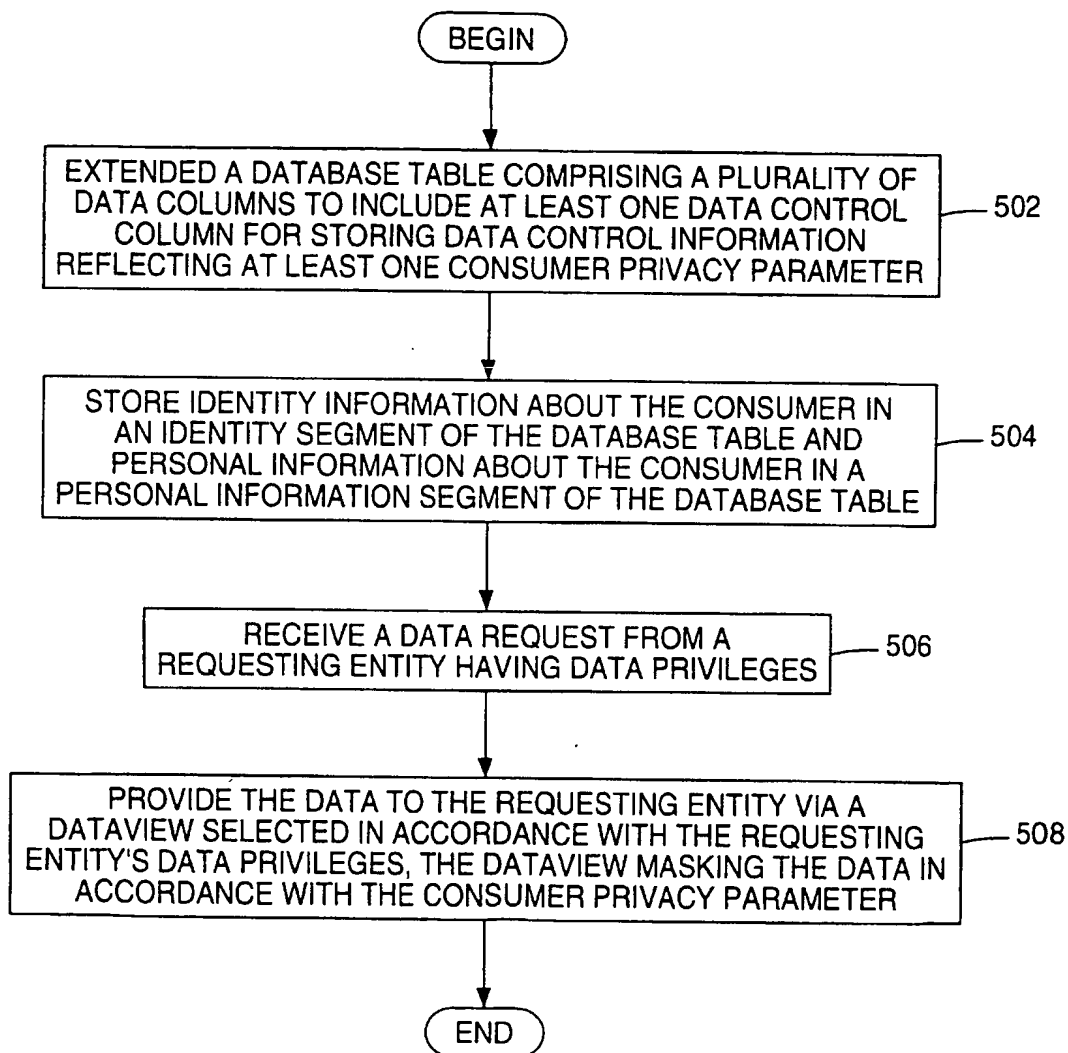 BEGIN
EXTENDED A DATABASE TABLE COMPRISING A PLURALITY OF
DATA COLUMNS TO INCLUDE AT LEAST ONE DATA CONTROL
COLUMN FOR STORING DATA CONTROL INFORMATION
REFLECTING AT LEAST ONE CONSUMER PRIVACY PARAMETER
502
STORE IDENTITY INFORMATION ABOUT THE CONSUMER IN
AN IDENTITY SEGMENT OF THE DATABASE TABLE AND
PERSONAL INFORMATION ABOUT THE CONSUMER IN A
PERSONAL INFORMATION SEGMENT OF THE DATABASE TABLE
504
RECEIVE A DATA REQUEST FROM A
REQUESTING ENTITY HAVING DATA PRIVILEGES
506
PROVIDE THE DATA TO THE REQUESTING ENTITY VIA A
DATAVIEW SELECTED IN ACCORDANCE WITH THE REQUESTING
ENTITY'S DATA PRIVILEGES, THE DATAVIEW MASKING THE DATA IN
ACCORDANCE WITH THE CONSUMER PRIVACY PARAMETER
508
END